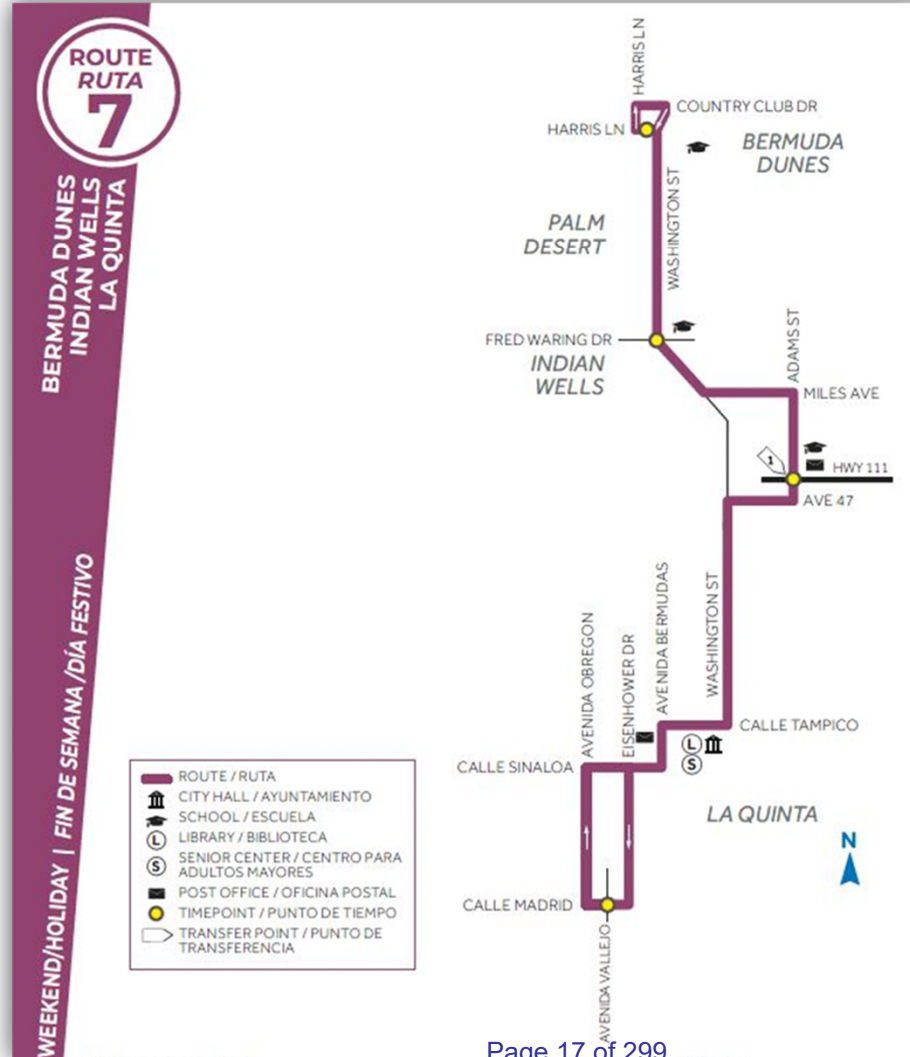 ROUTE
RUTA
7
BERMUDA DUNES
INDIAN WELLS
LA QUINTA
WEEKEND/HOLIDAY | FIN DE SEMANA /DÍA FESTIVO
HARRIS LN
COUNTRY CLUB DR
HARRIS LN
BERMUDA
DUNES
WASHINGTON ST
PALM
DESERT
FRED WARING DR
INDIAN
WELLS
ADAMS ST
MILES AVE
1
HWY 111
AVE 47
AVENIDA OBREGON
EISENHOWER DR
AVENIDA BERMUDAS
WASHINGTON ST
CALLE TAMPICO
L
S
CALLE SINALOA
LA QUINTA
N
CALLE MADRID
AVENIDA VALLEJO
ROUTE / RUTA
CITY HALL / AYUNTAMIENTO
SCHOOL / ESCUELA
L LIBRARY / BIBLIOTECA
S SENIOR CENTER / CENTRO PARA
ADULTOS MAYORES
POST OFFICE / OFICINA POSTAL
TIMEPOINT / PUNTO DE TIEMPO
TRANSFER POINT / PUNTO DE
TRANSFERENCIA
Page 17 of 299